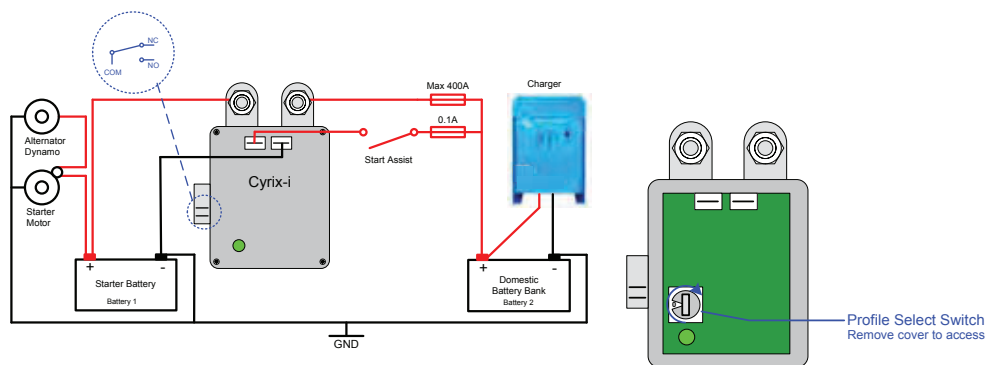 NC
COM
NO
Max 400A
Charger
0.1A
Alternator
Dynamo
Start Assist
Cyrix-i
Starter
Motor
+ -
Starter Battery
Battery 1
+ -
Domestic
Battery Bank
Battery 2
GND
0
Profile Select Switch
Remove cover to access